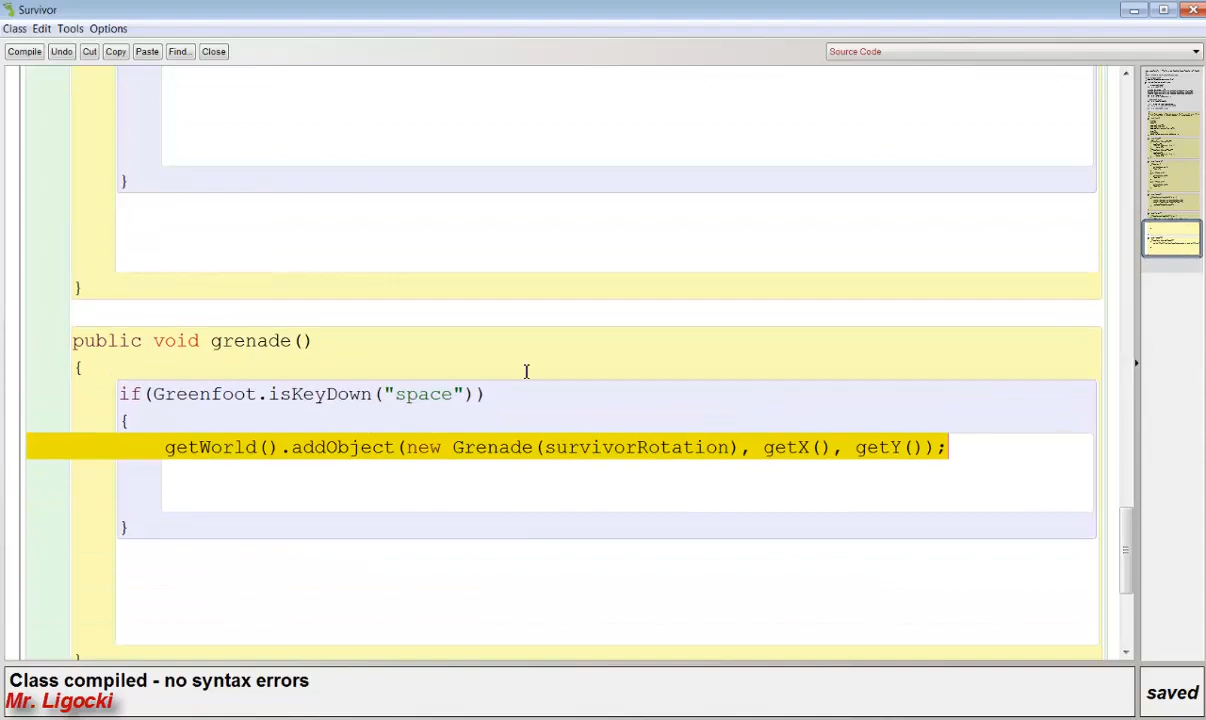 Survivor
Class Edit Tools Options
Compile Undo Cut Copy Paste Find... Close Source Code
}
}
public void grenade()
{
if(Greenfoot.isKeyDown("space"))
{
getWorld().addObject(new Grenade(survivorRotation), getX(), getY());
}
}
Class compiled - no syntax errors
Mr. Ligocki
saved